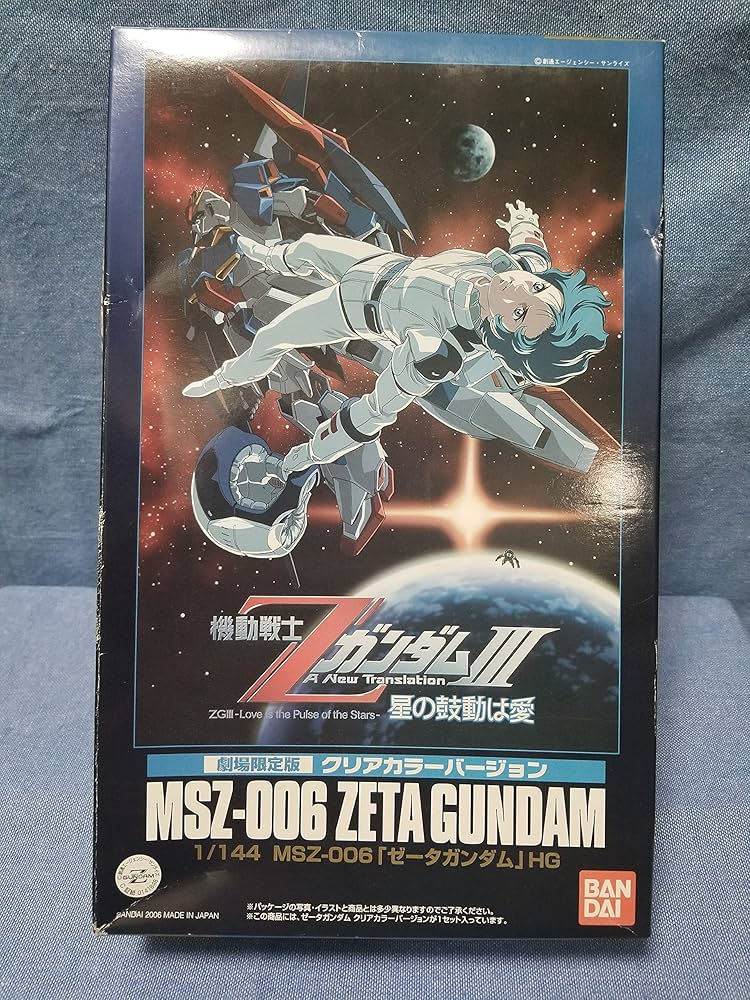 ©創通エージェンシー・サンライズ
機動戦士
Zガンダム III
A New Translation
ZGIII -Love is the Pulse of the Stars-
星の鼓動は愛
劇場限定版 クリアカラーバージョン
MSZ-006 ZETA GUNDAM
1/144 MSZ-006「ゼータガンダム」HG
Z
GUNDAM
BANDAI 2006 MADE IN JAPAN
※パッケージの写真・イラストと商品とは多少異なりますのでご了承ください。
※この商品には、ゼータガンダム クリアカラーバージョンが1セット入っています。
BAN
DAI